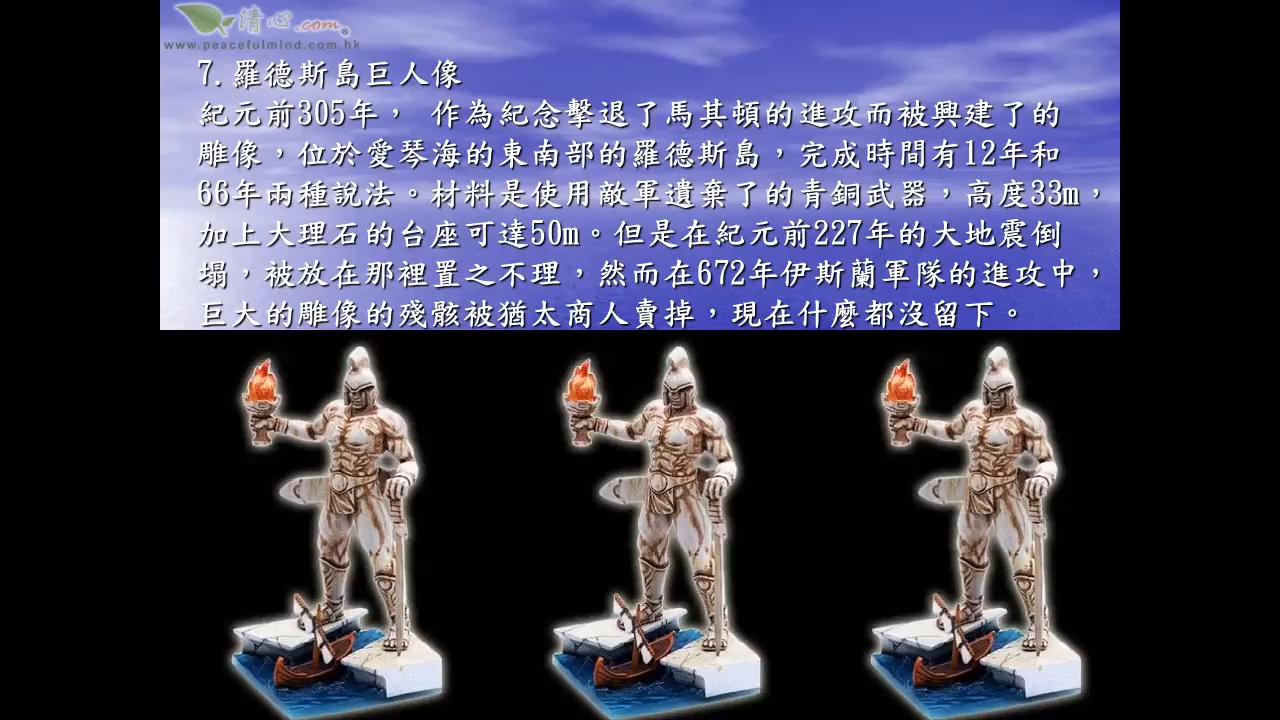 清心.com
www.peacefulmind.com.hk
7.羅德斯島巨人像
紀元前305年， 作為紀念擊退了馬其頓的進攻而被興建了的
雕像，位於愛琴海的東南部的羅德斯島，完成時間有12年和
66年兩種說法。材料是使用敵軍遺棄了的青銅武器，高度33m，
加上大理石的台座可達50m。但是在紀元前227年的大地震倒
塌，被放在那裡置之不理，然而在672年伊斯蘭軍隊的進攻中，
巨大的雕像的殘骸被猶太商人賣掉，現在什麼都沒留下。